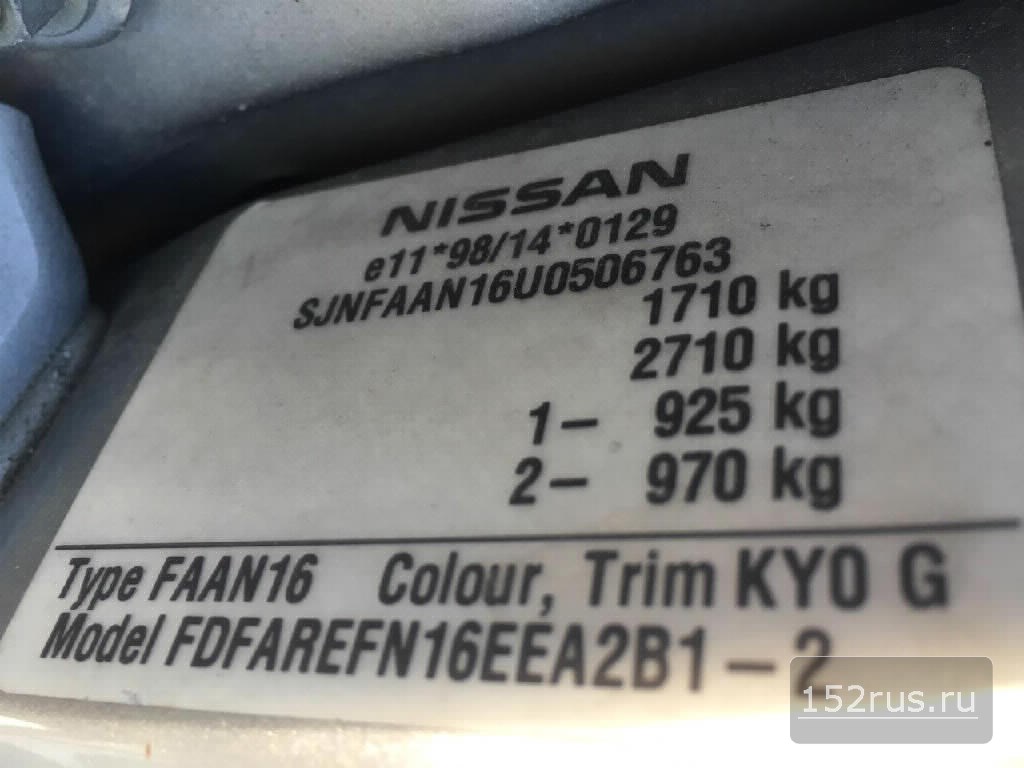 NISSAN
e11*98/14*0129
SJNFAAN16U0506763
1710 kg
2710 kg
1– 925 kg
2– 970 kg
Type FAAN16 Colour, Trim KY0 G
Model FDFAREFN16EEA2B1–2
152rus.ru